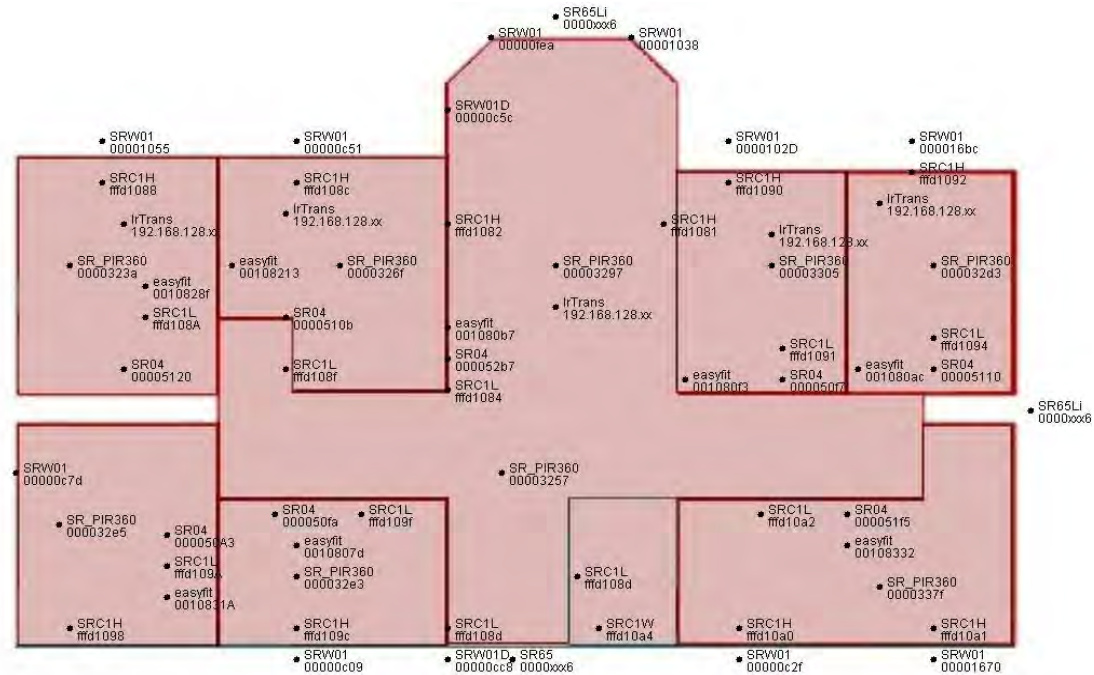 SR65Li
0000xxx6
SRW01
00000fea
SRW01
00001038
SRW01D
00000c5c
SRW01
00001055
SRW01
00000c51
SRW01
0000102D
SRW01
000016bc
SRC1H
fffd1088
SRC1H
fffd108c
SRC1H
fffd1090
SRC1H
fffd1092
IrTrans
192.168.128.xx
IrTrans
192.168.128.xx
SRC1H
fffd1082
SRC1H
fffd1081
IrTrans
192.168.128.xx
IrTrans
192.168.128.xx
SR_PIR360
0000323a
easyfit
00108213
SR_PIR360
0000326f
SR_PIR360
00003297
SR_PIR360
00003305
SR_PIR360
000032d3
easyfit
0010828f
IrTrans
192.168.128.xx
SRC1L
fffd108A
SR04
0000510b
easyfit
001080b7
SRC1L
fffd1091
SRC1L
fffd1094
SR04
00005120
SRC1L
fffd108f
SR04
000052b7
SRC1L
fffd1084
easyfit
001080f3
SR04
000050f7
easyfit
001080ac
SR04
00005110
SR65Li
0000xxx6
SRW01
00000c7d
SR_PIR360
00003257
SR_PIR360
000032e5
SR04
000050A3
SR04
000050fa
SRC1L
fffd109f
SRC1L
fffd10a2
SR04
000051f5
SRC1L
fffd109A
easyfit
0010807d
easyfit
00108332
easyfit
0010831A
SR_PIR360
000032e3
SRC1L
fffd108d
SR_PIR360
0000337f
SRC1H
fffd1098
SRC1H
fffd109c
SRC1L
fffd108d
SRC1W
fffd10a4
SRC1H
fffd10a0
SRC1H
fffd10a1
SRW01
00000c09
SRW01D
00000cc8
SR65
0000xxx6
SRW01
00000c2f
SRW01
00001670